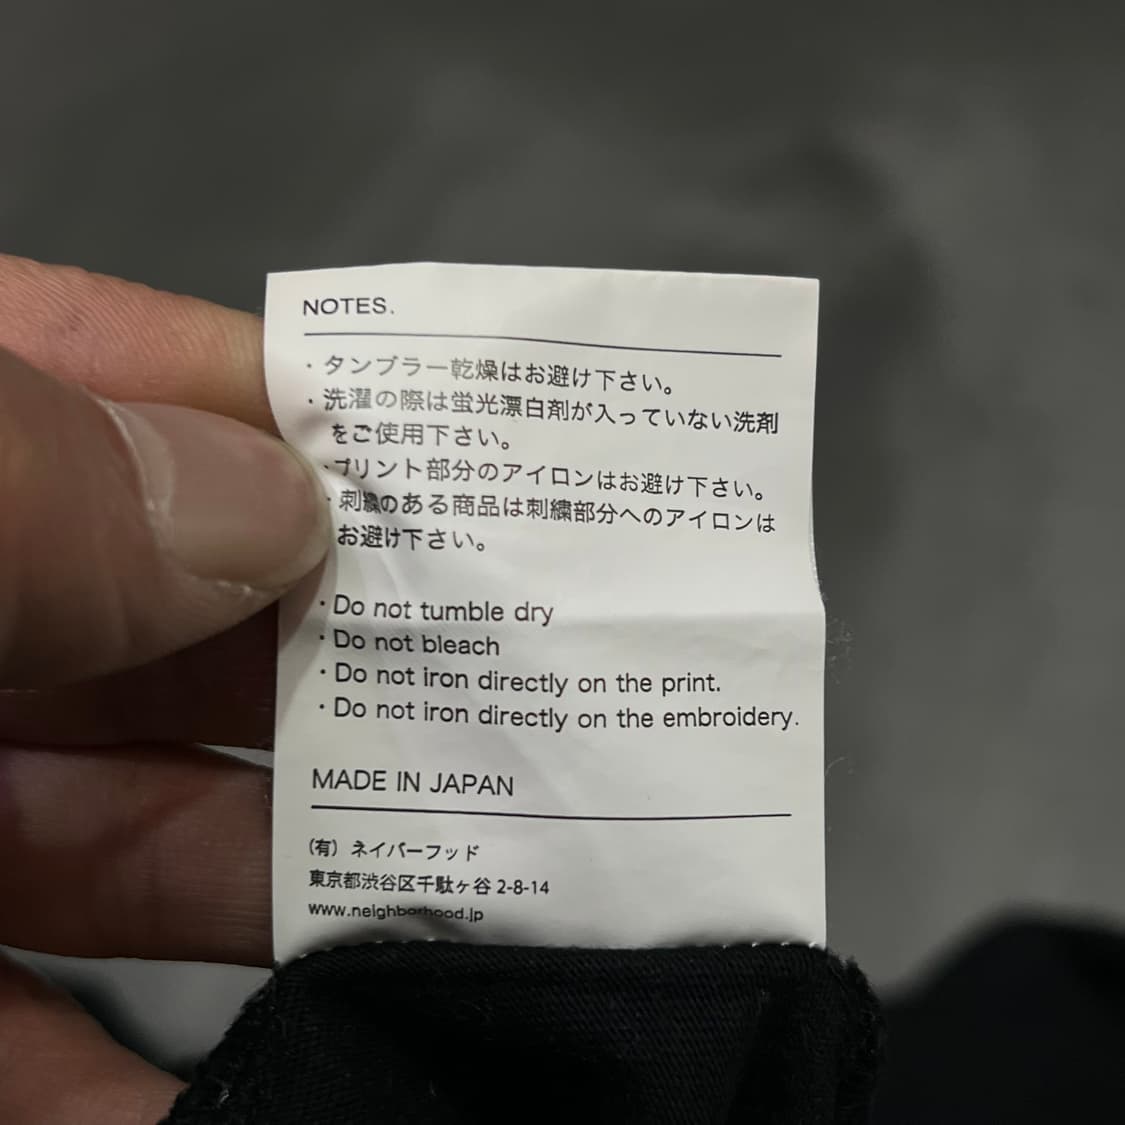 NOTES.
・タンブラー乾燥はお避け下さい。
・洗濯の際は蛍光漂白剤が入っていない洗剤
をご使用下さい。
・プリント部分のアイロンはお避け下さい。
・刺繍のある商品は刺繍部分へのアイロンは
お避け下さい。
・Do not tumble dry
・Do not bleach
・Do not iron directly on the print.
・Do not iron directly on the embroidery.
MADE IN JAPAN
(有) ネイバーフッド
東京都渋谷区千駄ヶ谷 2-8-14
www.neighborhood.jp